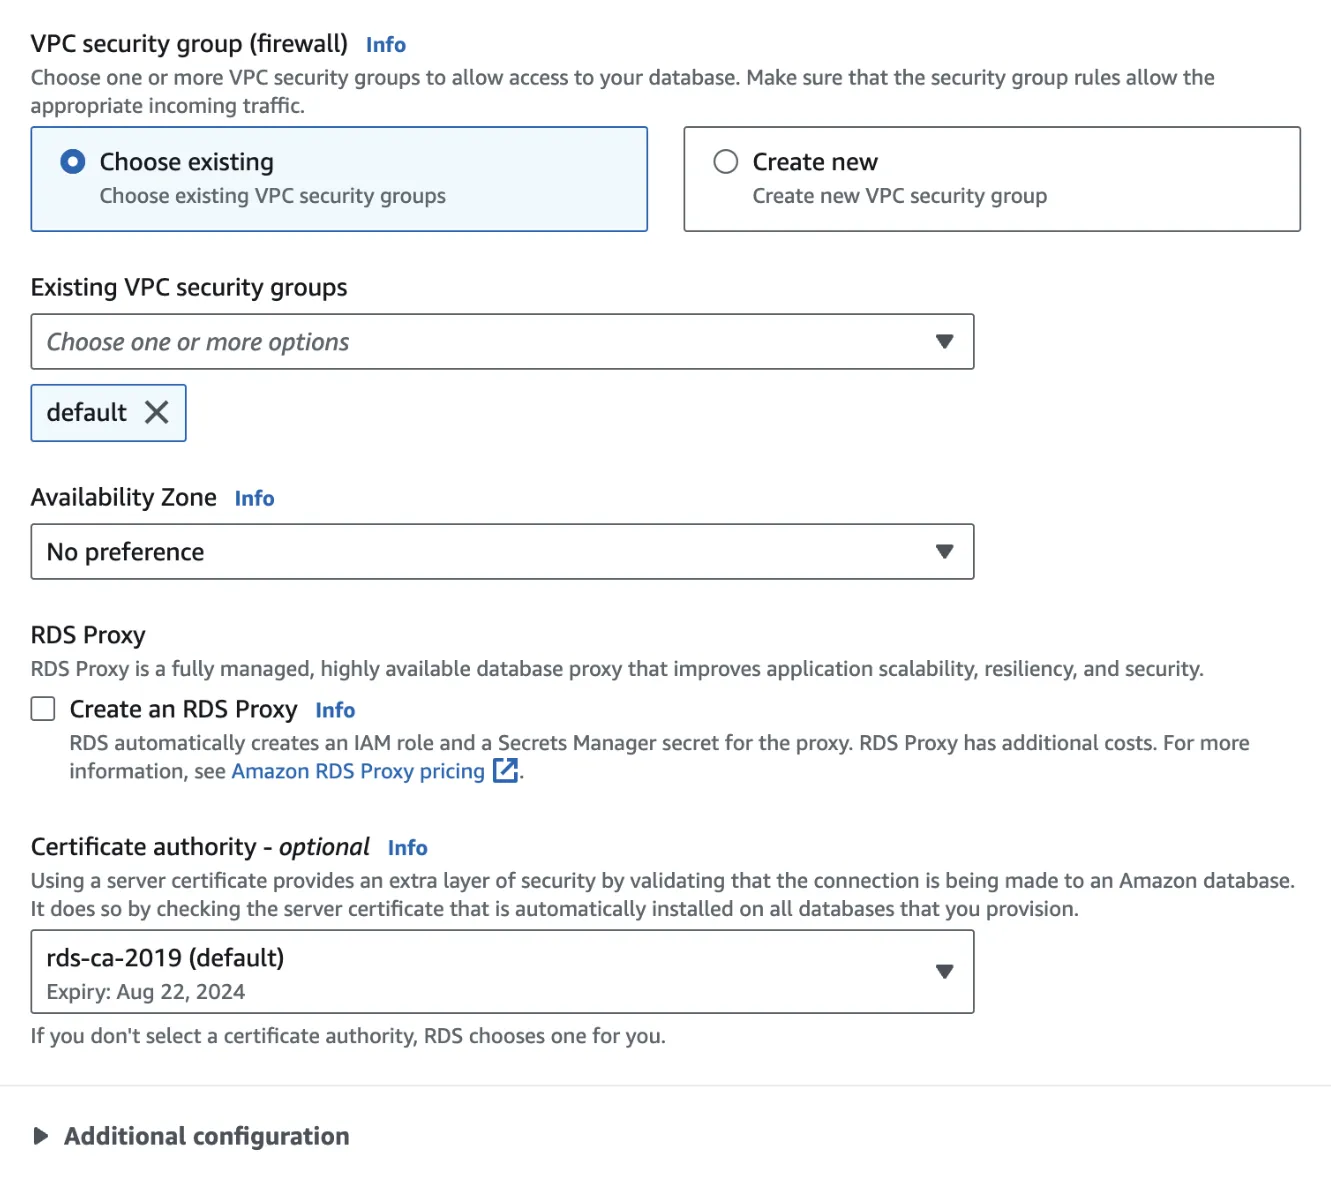 VPC security group (firewall) Info
Choose one or more VPC security groups to allow access to your database. Make sure that the security group rules allow the
appropriate incoming traffic.
Choose existing
Choose existing VPC security groups
Create new
Create new VPC security group
Existing VPC security groups
Choose one or more options
default
Availability Zone Info
No preference
RDS Proxy
RDS Proxy is a fully managed, highly available database proxy that improves application scalability, resiliency, and security.
Create an RDS Proxy Info
RDS automatically creates an IAM role and a Secrets Manager secret for the proxy. RDS Proxy has additional costs. For more
information, see Amazon RDS Proxy pricing.
Certificate authority - optional Info
Using a server certificate provides an extra layer of security by validating that the connection is being made to an Amazon database.
It does so by checking the server certificate that is automatically installed on all databases that you provision.
rds-ca-2019 (default)
Expiry: Aug 22, 2024
If you don't select a certificate authority, RDS chooses one for you.
Additional configuration